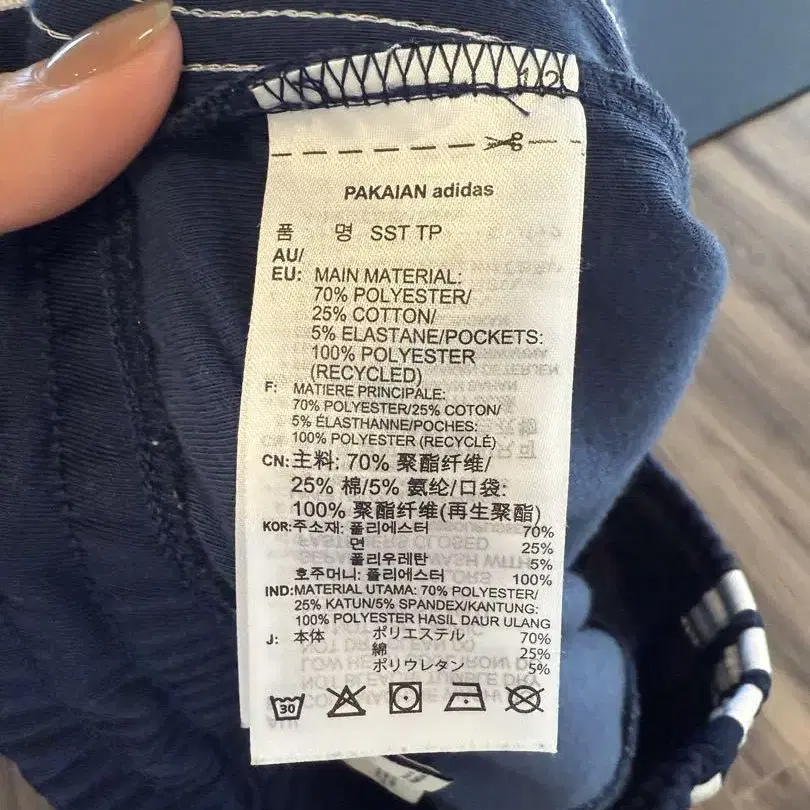 12
PAKAIAN adidas
품 명 SST TP
AU/
EU: MAIN MATERIAL:
70% POLYESTER/
25% COTTON/
5% ELASTANE/POCKETS:
100% POLYESTER
(RECYCLED)
F: MATIERE PRINCIPALE:
70% POLYESTER/25% COTON/
5% ÉLASTHANNE/POCHES:
100% POLYESTER (RECYCLÉ)
CN: 主料: 70% 聚酯纤维/
25% 棉/5% 氨纶/口袋:
100% 聚酯纤维(再生聚酯)
KOR: 주소재: 폴리에스터 70%
면 25%
폴리우레탄 5%
호주머니: 폴리에스터 100%
IND: MATERIAL UTAMA: 70% POLYESTER/
25% KATUN/5% SPANDEX/KANTUNG:
100% POLYESTER HASIL DAUR ULANG
J: 本体 ポリエステル 70%
綿 25%
ポリウレタン 5%
30